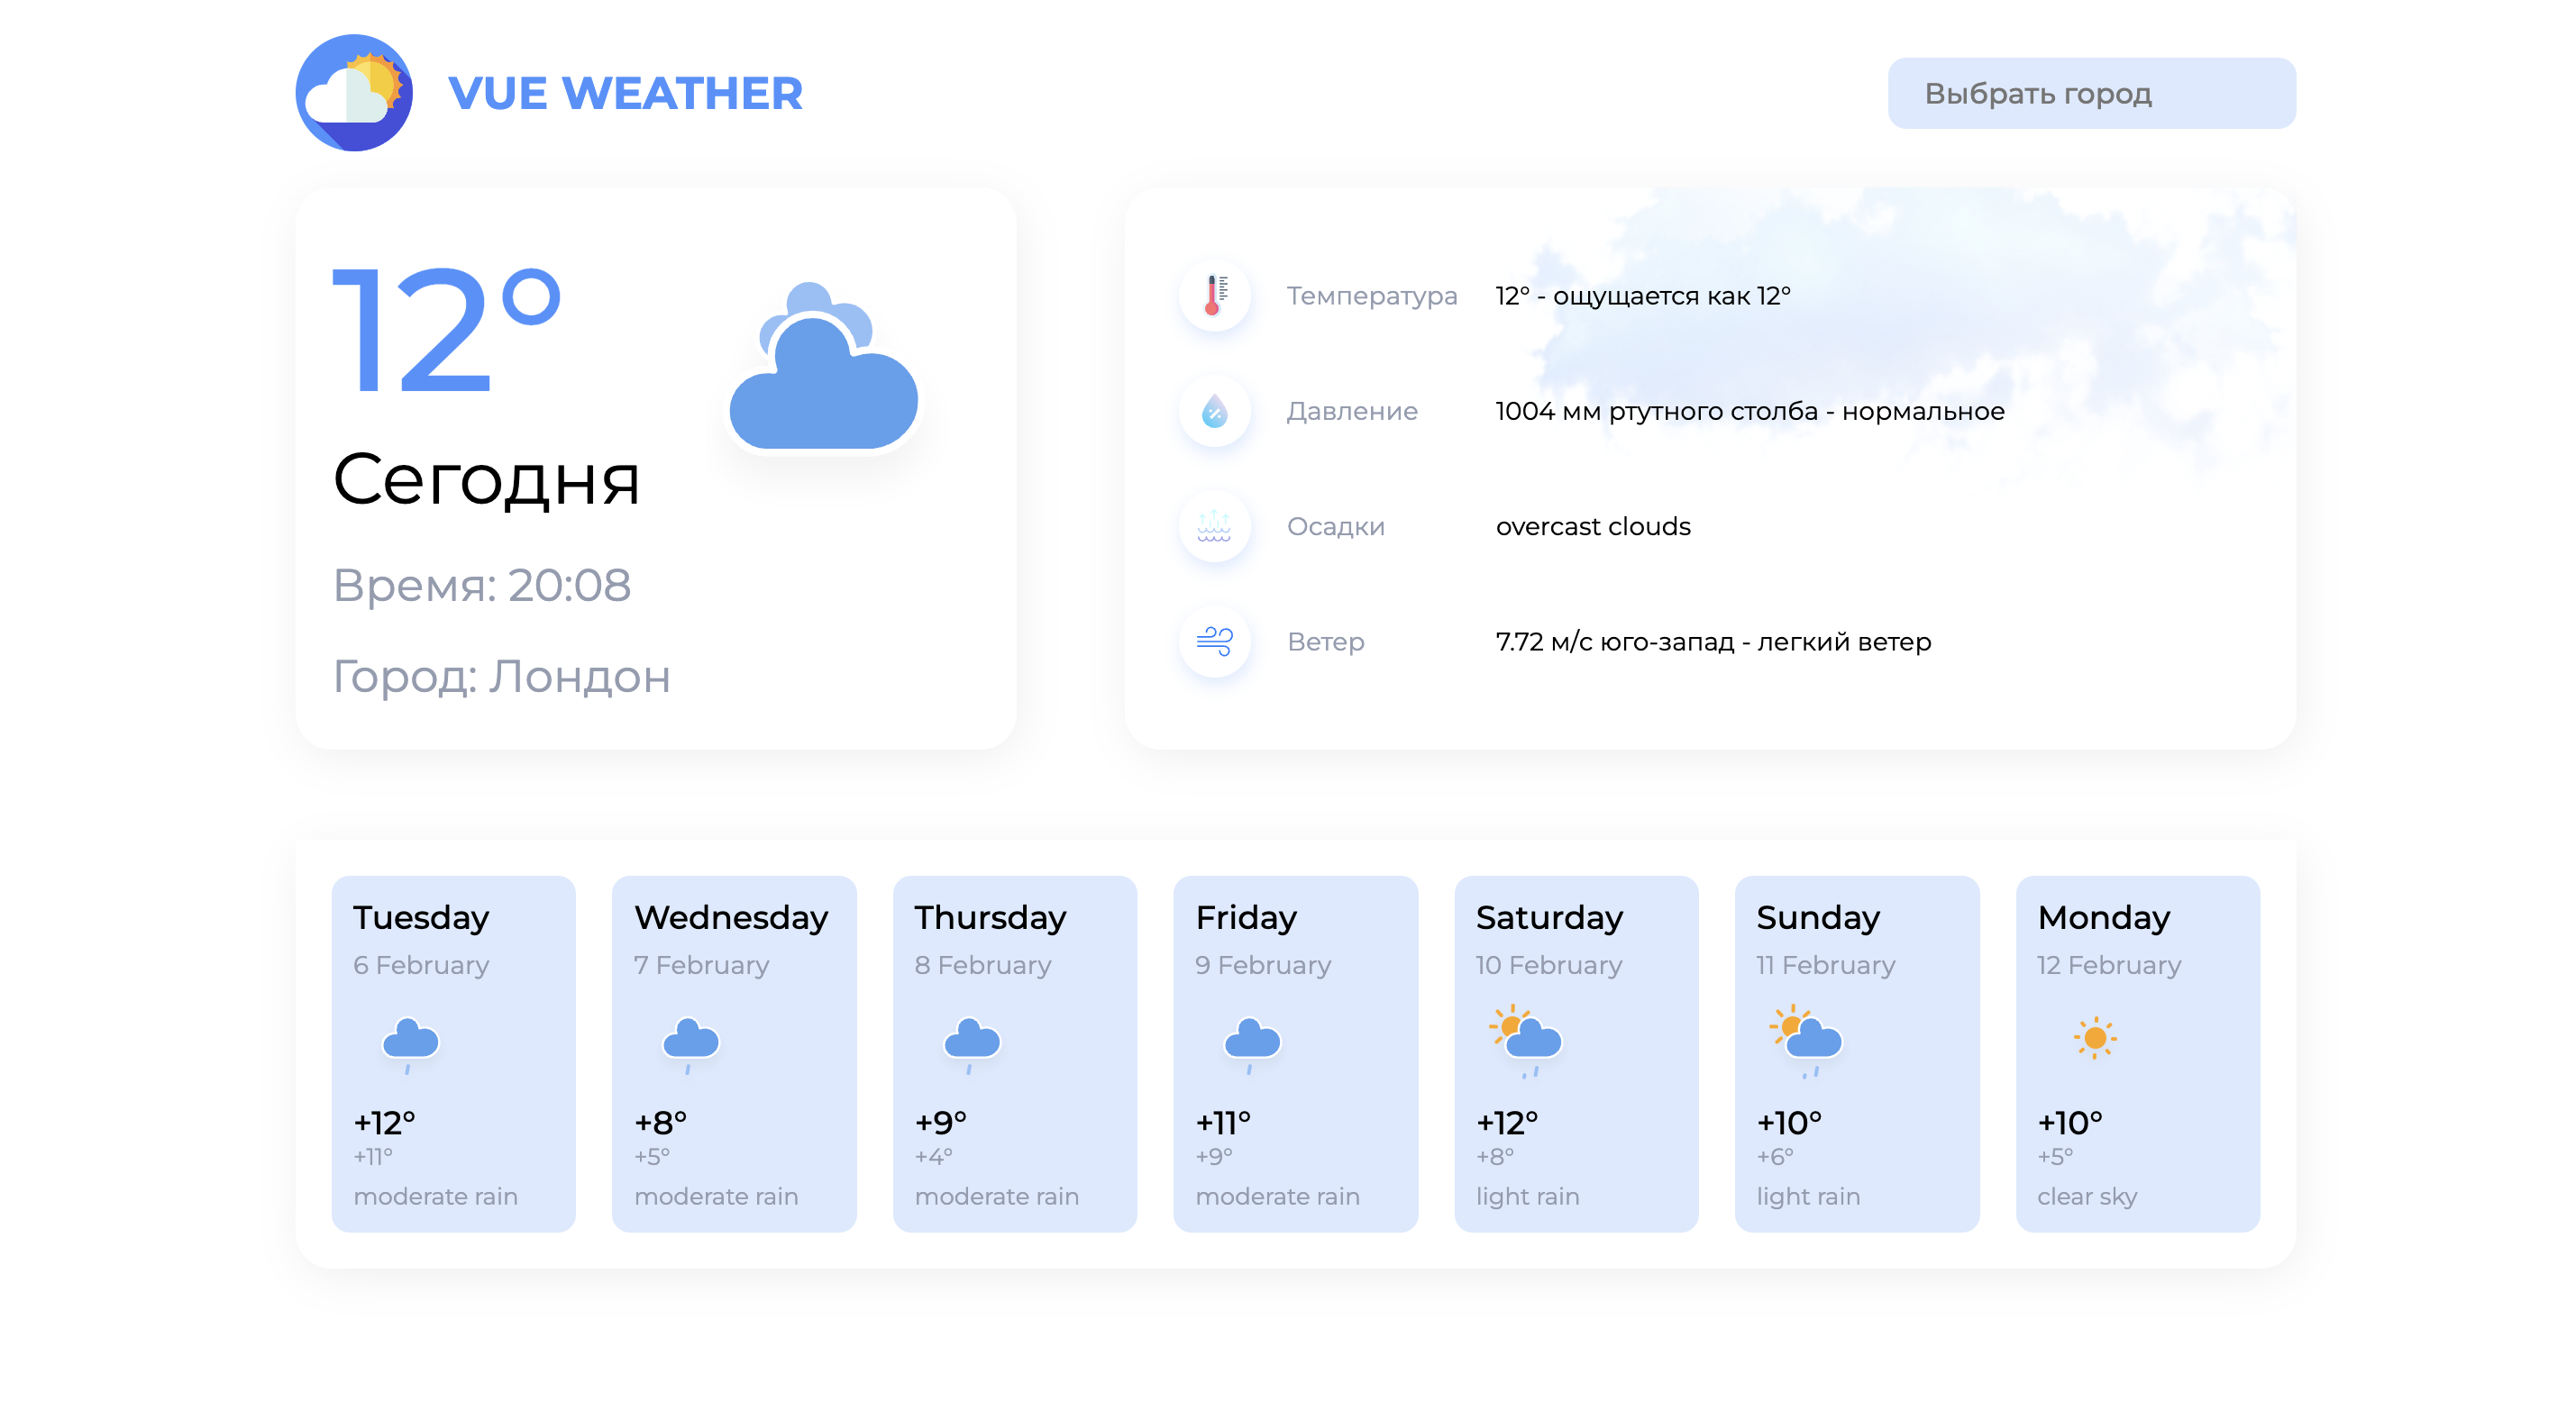 VUE WEATHER
Выбрать город
12°
Сегодня
Время: 20:08
Город: Лондон
Температура 12° - ощущается как 12°
Давление 1004 мм ртутного столба - нормальное
Осадки overcast clouds
Ветер 7.72 м/с юго-запад - легкий ветер
Tuesday
6 February
+12°
+11°
moderate rain
Wednesday
7 February
+8°
+5°
moderate rain
Thursday
8 February
+9°
+4°
moderate rain
Friday
9 February
+11°
+9°
moderate rain
Saturday
10 February
+12°
+8°
light rain
Sunday
11 February
+10°
+6°
light rain
Monday
12 February
+10°
+5°
clear sky